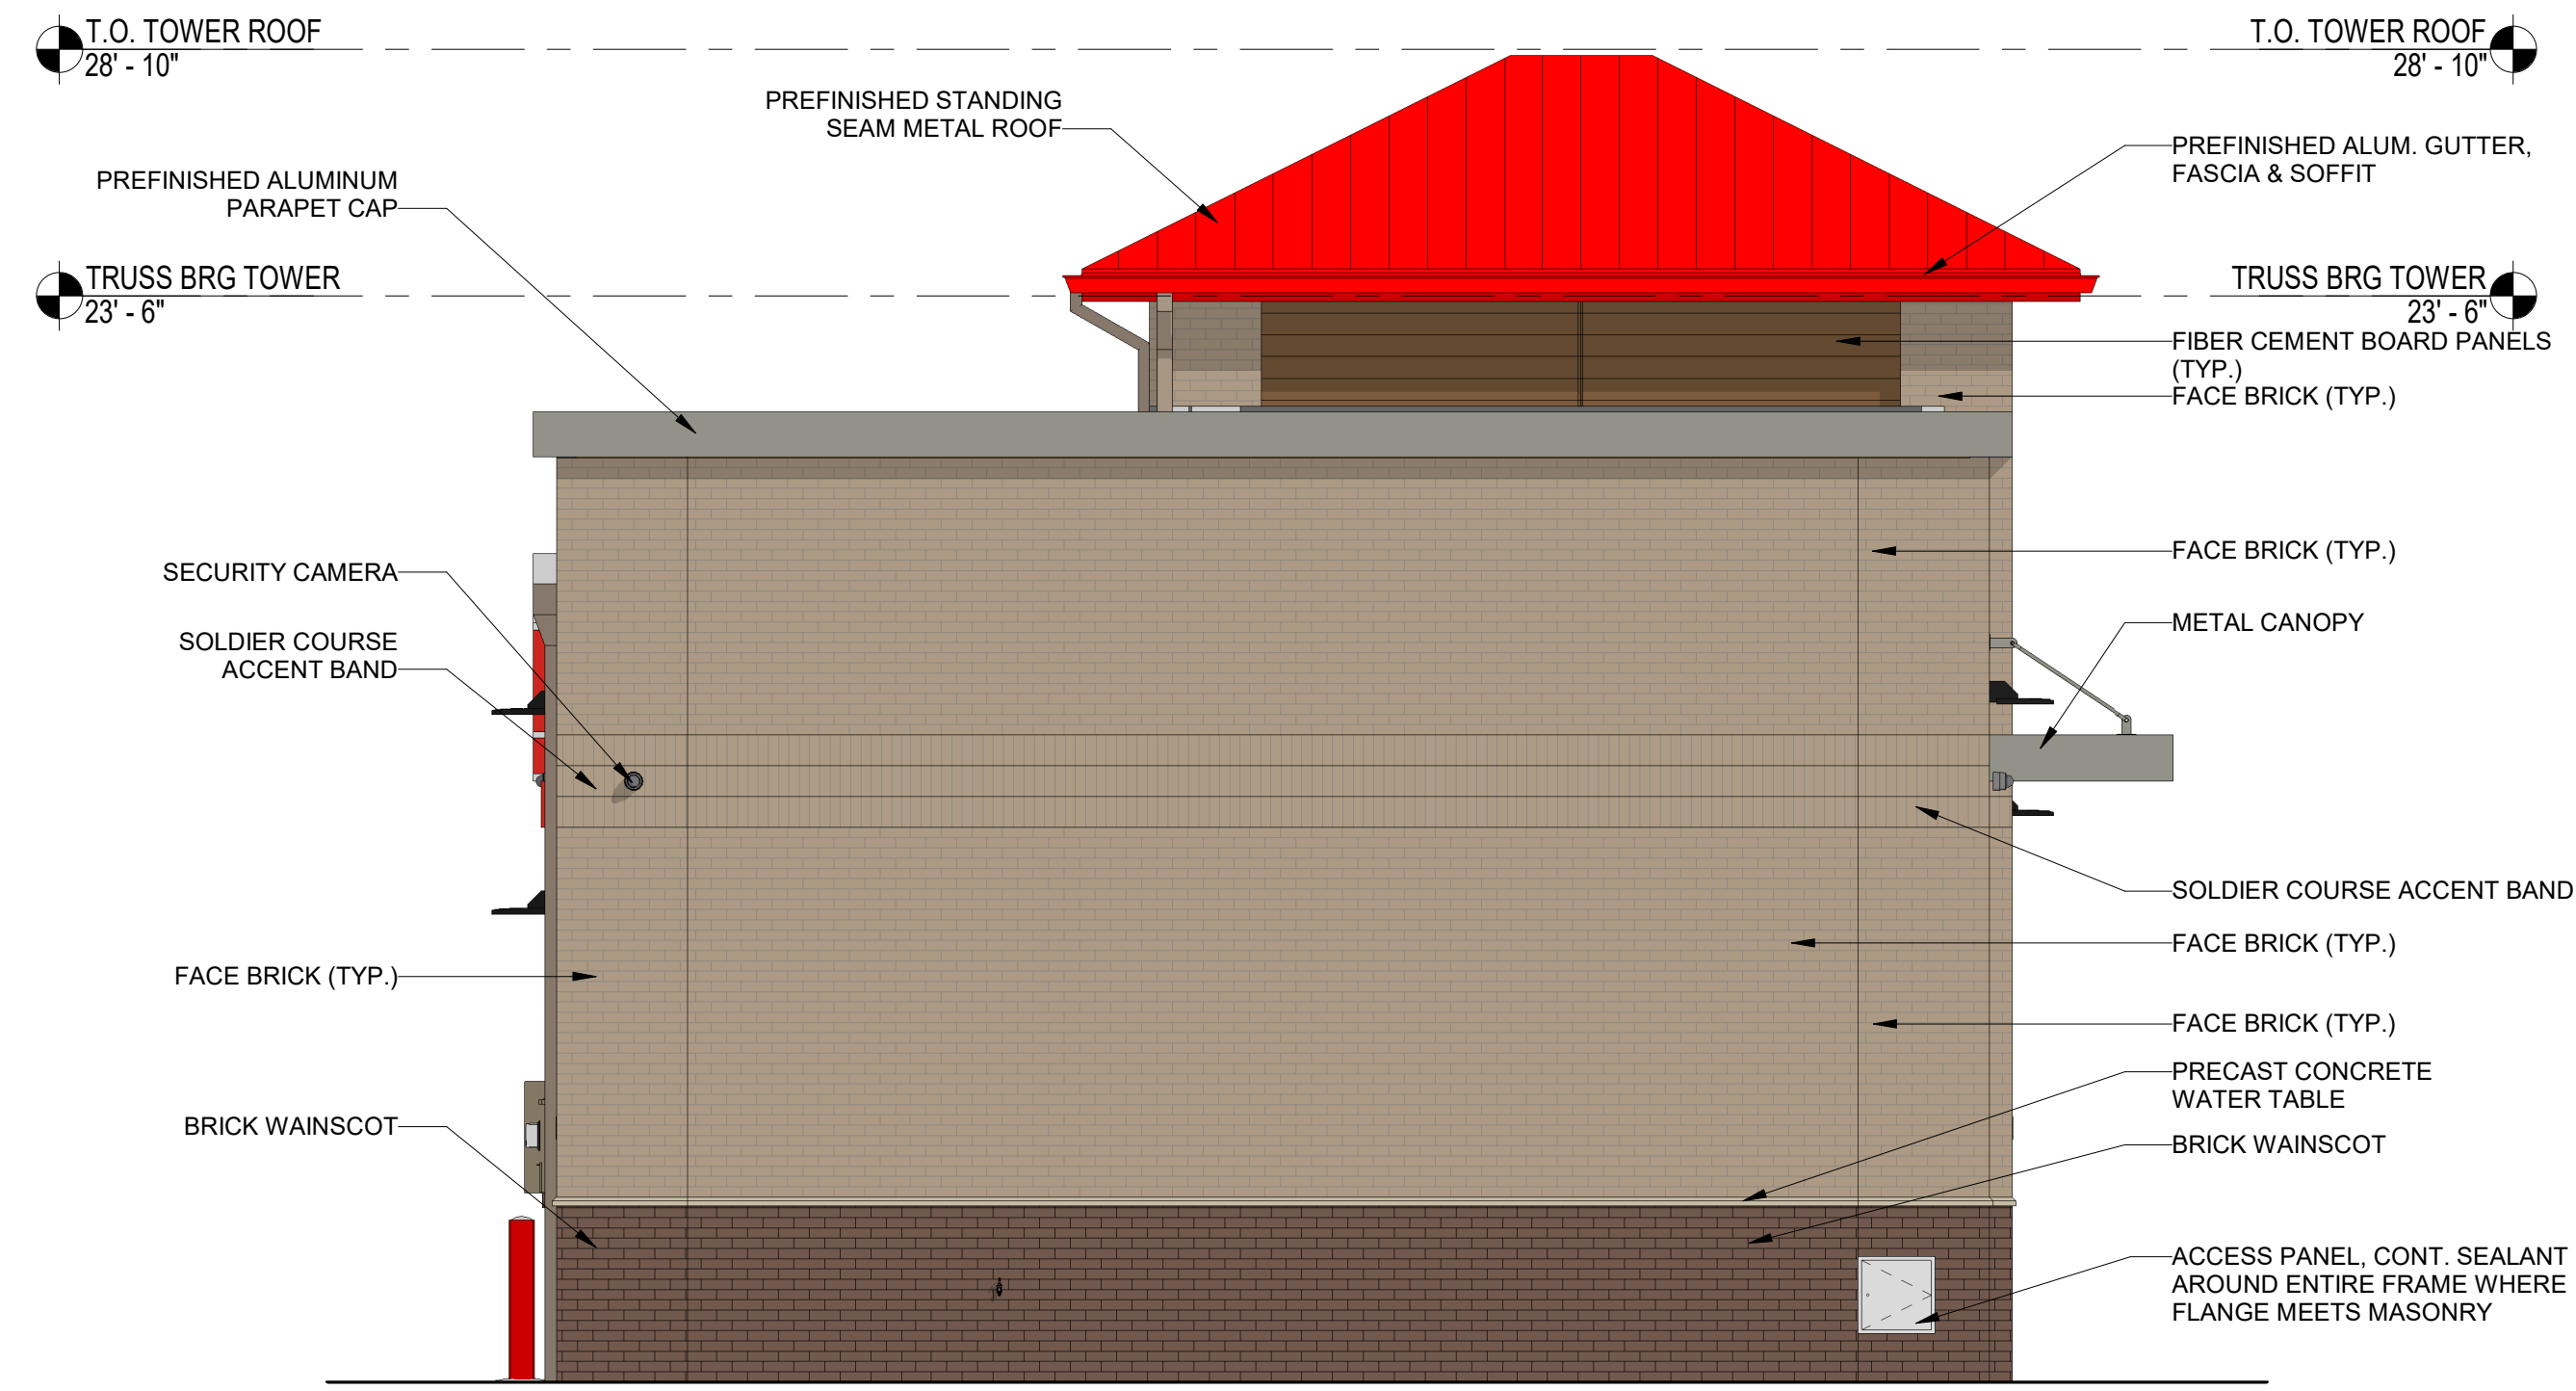 T.O. TOWER ROOF
28' - 10"
T.O. TOWER ROOF
28' - 10"
PREFINISHED STANDING
SEAM METAL ROOF
PREFINISHED ALUM. GUTTER,
FASCIA & SOFFIT
PREFINISHED ALUMINUM
PARAPET CAP
TRUSS BRG TOWER
23' - 6"
TRUSS BRG TOWER
23' - 6"
FIBER CEMENT BOARD PANELS
(TYP.)
FACE BRICK (TYP.)
FACE BRICK (TYP.)
SECURITY CAMERA
METAL CANOPY
SOLDIER COURSE
ACCENT BAND
SOLDIER COURSE ACCENT BAND
FACE BRICK (TYP.)
FACE BRICK (TYP.)
FACE BRICK (TYP.)
PRECAST CONCRETE
WATER TABLE
BRICK WAINSCOT
BRICK WAINSCOT
ACCESS PANEL, CONT. SEALANT
AROUND ENTIRE FRAME WHERE
FLANGE MEETS MASONRY